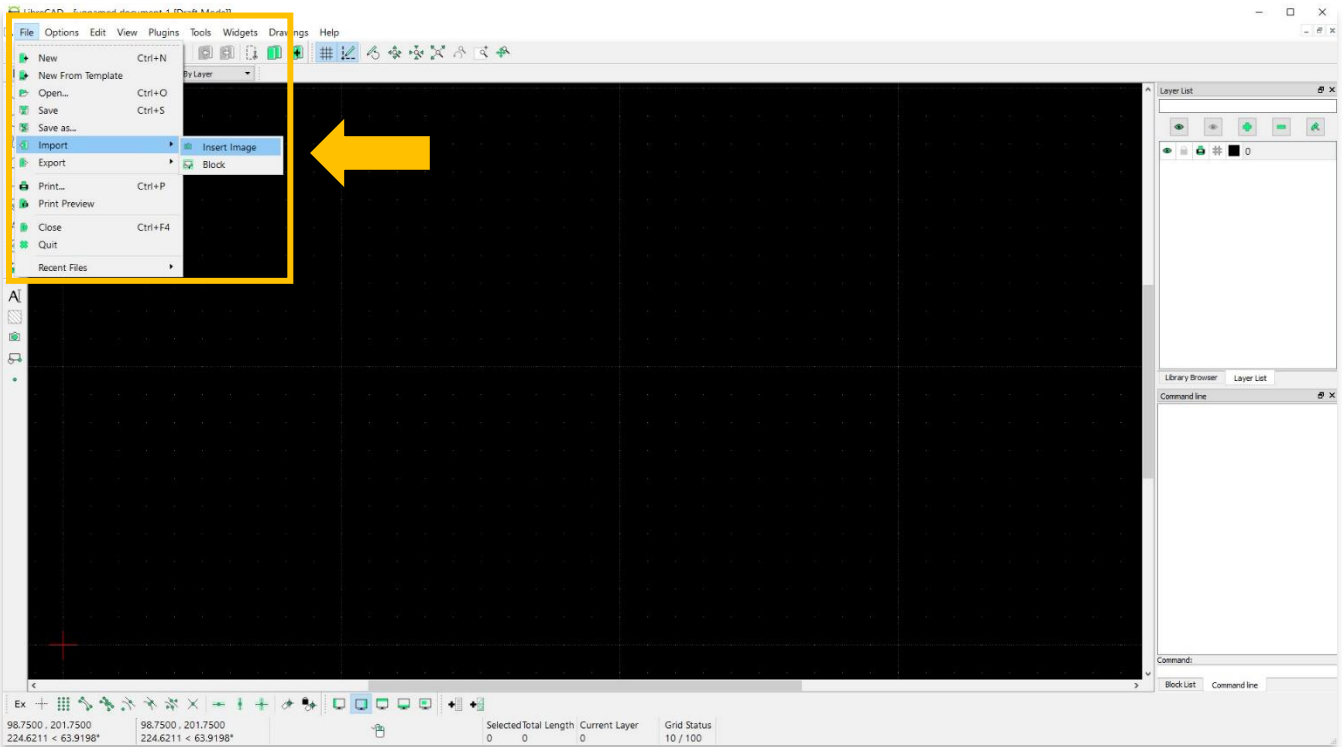 LibreCAD - [unnamed document 1 [Draft Mode]]
File Options Edit View Plugins Tools Widgets Drawings Help
New Ctrl+N
New From Template
By Layer
Open... Ctrl+O
Save Ctrl+S
Save as...
Import
Insert Image
Export
Block
Print... Ctrl+P
Print Preview
Close Ctrl+F4
Quit
Recent Files
A
Layer List
0
Library Browser Layer List
Command line
Command:
Block List Command line
Ex
98.7500 , 201.7500 98.7500 , 201.7500 Selected Total Length Current Layer Grid Status
224.6211 < 63.9198° 224.6211 < 63.9198° 0 0 0 10 / 100